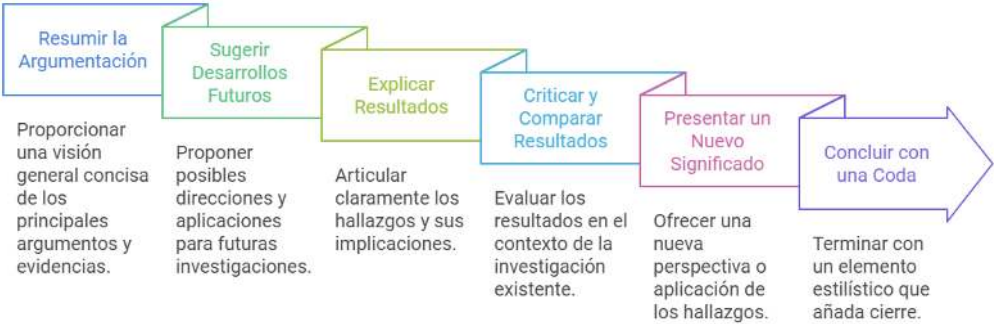 Resumir la
Argumentación
Proporcionar
una visión
general concisa
de los
principales
argumentos y
evidencias.
Sugerir
Desarrollos
Futuros
Proponer
posibles
direcciones y
aplicaciones
para futuras
investigaciones.
Explicar
Resultados
Articular
claramente los
hallazgos y sus
implicaciones.
Criticar y
Comparar
Resultados
Evaluar los
resultados en el
contexto de la
investigación
existente.
Presentar un
Nuevo
Significado
Ofrecer una
nueva
perspectiva o
aplicación de
los hallazgos.
Concluir con
una Coda
Terminar con
un elemento
estilístico que
añada cierre.